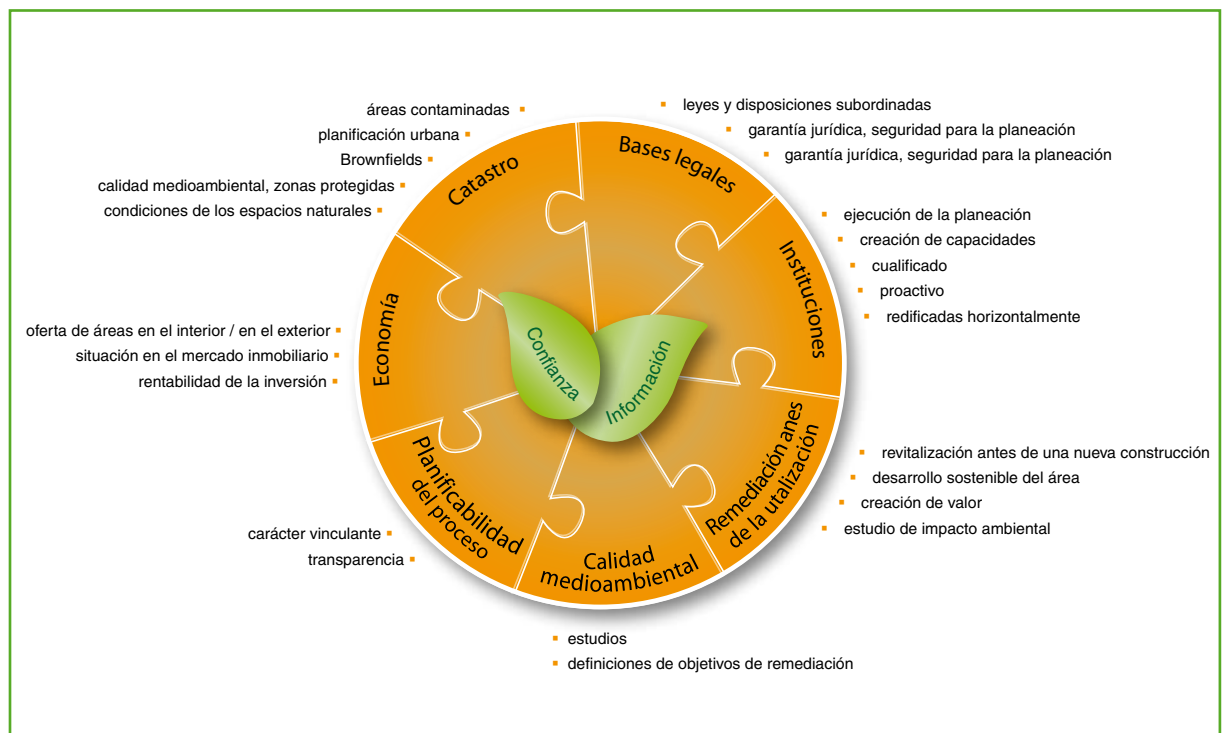 áreas contaminadas
planificación urbana
Brownfields
calidad medioambiental, zonas protegidas
condiciones de los espacios naturales
Catastro
leyes y disposiciones subordinadas
garantía jurídica, seguridad para la planeación
garantía jurídica, seguridad para la planeación
Bases legales
ejecución de la planeación
creación de capacidades
cualificado
proactivo
redificadas horizontalmente
Instituciones
oferta de áreas en el interior / en el exterior
situación en el mercado inmobiliario
rentabilidad de la inversión
Economía
Confianza
Información
revitalización antes de una nueva construcción
desarrollo sostenible del área
creación de valor
estudio de impacto ambiental
Remediación anes
de la utalización
carácter vinculante
transparencia
Planificabilidad
del proceso
Calidad
medioambiental
estudios
definiciones de objetivos de remediación